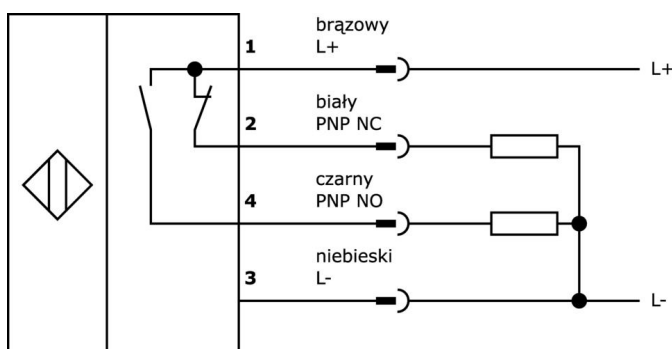 brązowy
1 L+
L+
biały
2 PNP NC
czarny
4 PNP NO
niebieski
3 L-
L-